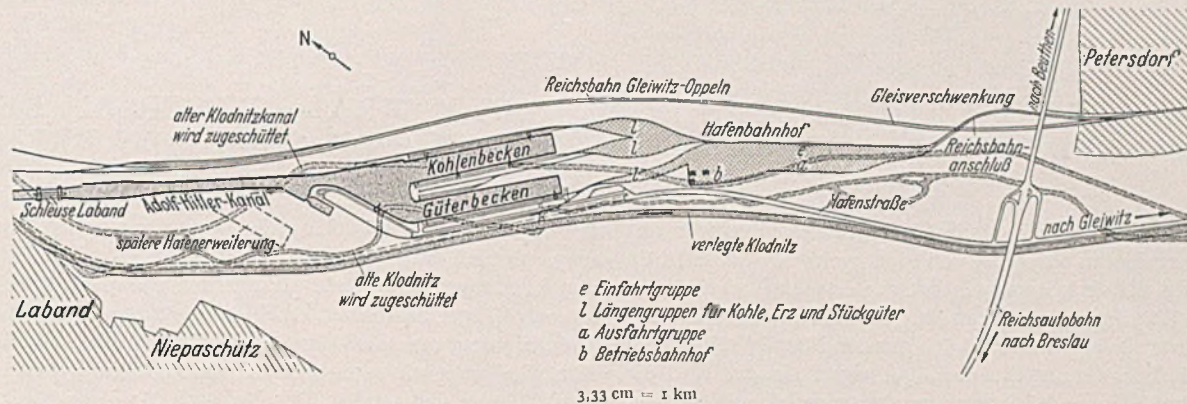 N
nach Beuthen
Petersdorf
Reichsbahn Gleiwitz-Oppeln
Gleisverschwenkung
alter Klodnitzkanal
wird zugeschüttet
l
Hafenbahnhof
l
Kohlenbecken
e
a
Reichsbahn-
anschluß
l
b
Güterbecken
Schleuse Laband
Adolf-Hitler-Kanal
Hafenstraße
nach Gleiwitz
spätere Hafenerweiterung
verlegte Klodnitz
alte Klodnitz
wird zugeschüttet
Laband
Niepaschütz
e Einfahrtgruppe
l Längengruppen für Kohle, Erz und Stückgüter
a Ausfahrtgruppe
b Betriebsbahnhof
Reichsautobahn
nach Breslau
3,33 cm = 1 km